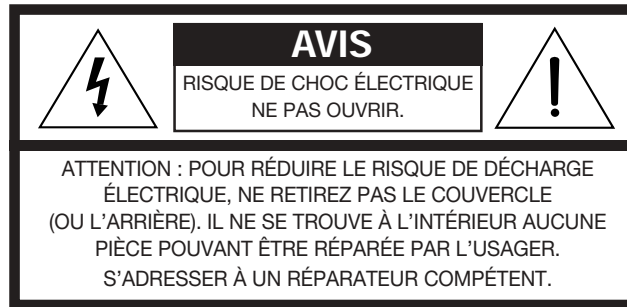 AVIS
RISQUE DE CHOC ÉLECTRIQUE
NE PAS OUVRIR.
ATTENTION : POUR RÉDUIRE LE RISQUE DE DÉCHARGE
ÉLECTRIQUE, NE RETIREZ PAS LE COUVERCLE
(OU L'ARRIÈRE). IL NE SE TROUVE À L'INTÉRIEUR AUCUNE
PIÈCE POUVANT ÊTRE RÉPARÉE PAR L'USAGER.
S'ADRESSER À UN RÉPARATEUR COMPÉTENT.